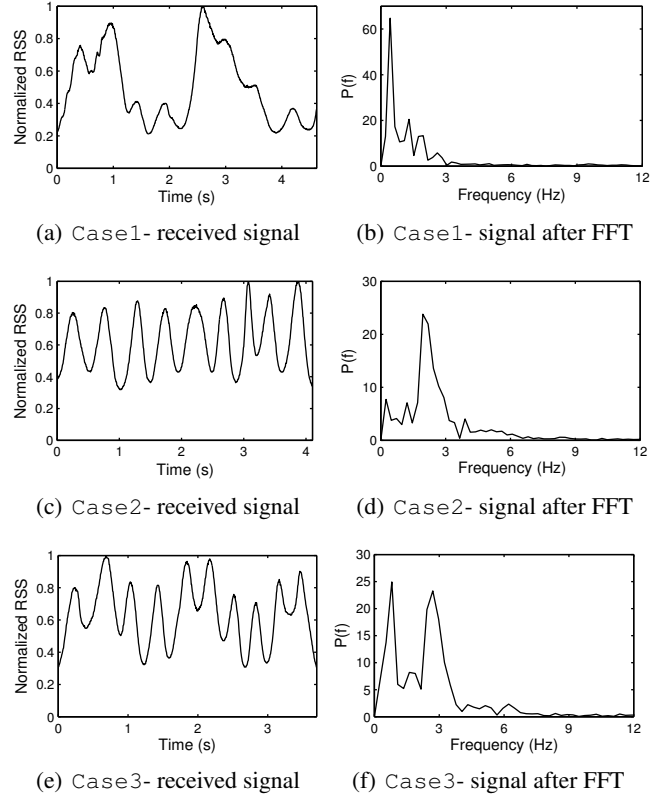 1
0.8
0.6
0.4
0.2
0
0 1 2 3 4
Normalized RSS
Time (s)
60
40
20
0
0 3 6 9 12
P(f)
Frequency (Hz)
(a) Case1- received signal
(b) Case1- signal after FFT
1
0.8
0.6
0.4
0.2
0
0 1 2 3 4
Normalized RSS
Time (s)
30
20
10
0
0 3 6 9 12
P(f)
Frequency (Hz)
(c) Case2- received signal
(d) Case2- signal after FFT
1
0.8
0.6
0.4
0.2
0
0 1 2 3
Normalized RSS
Time (s)
30
25
20
15
10
5
0
0 3 6 9 12
P(f)
Frequency (Hz)
(e) Case3- received signal
(f) Case3- signal after FFT